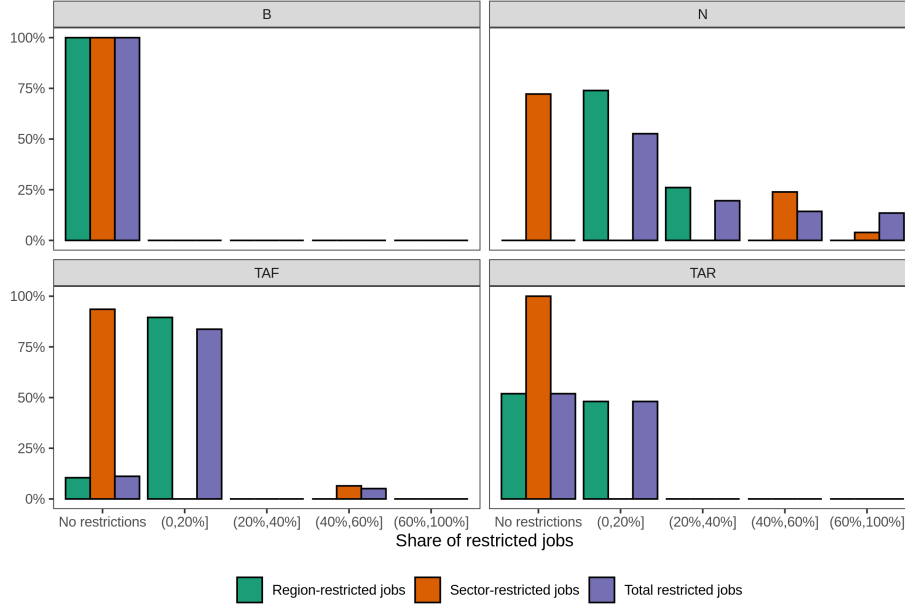 B
N
100%
75%
50%
25%
0%
TAF
TAR
100%
75%
50%
25%
0%
No restrictions (0,20%] (20%,40%] (40%,60%] (60%,100%]
No restrictions (0,20%] (20%,40%] (40%,60%] (60%,100%]
Share of restricted jobs
Region-restricted jobs Sector-restricted jobs Total restricted jobs